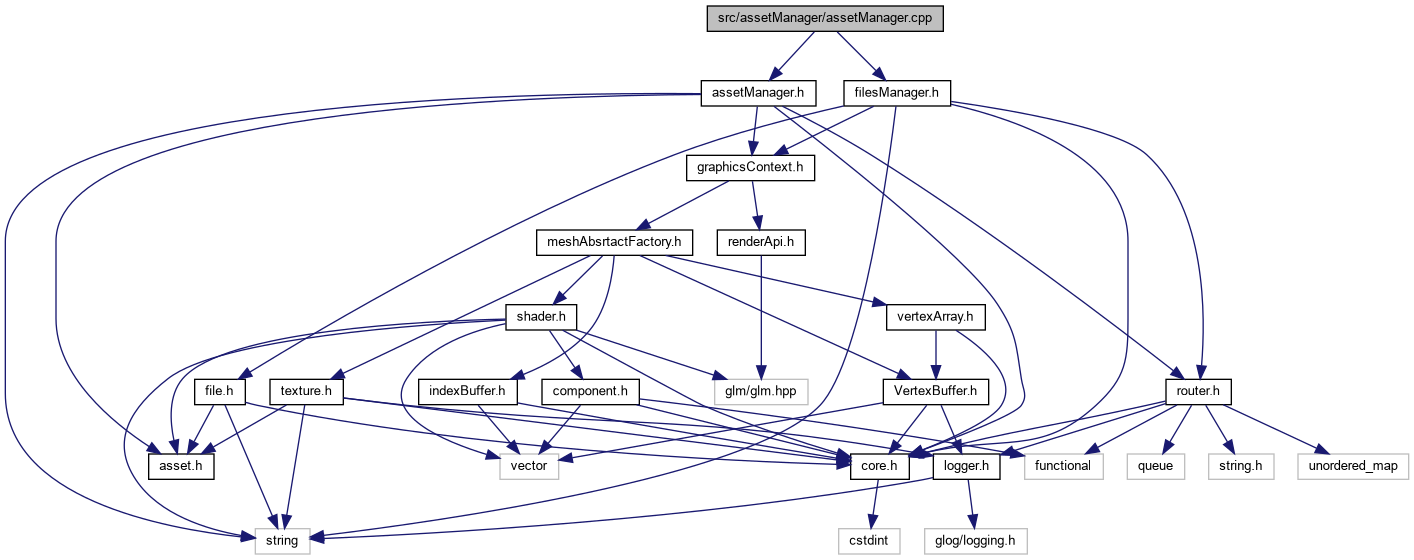 src/assetManager/assetManager.cpp
assetManager.h
filesManager.h
graphicsContext.h
meshAbsrtactFactory.h
renderApi.h
shader.h
vertexArray.h
file.h
texture.h
indexBuffer.h
component.h
glm/glm.hpp
VertexBuffer.h
router.h
asset.h
vector
core.h
logger.h
functional
queue
string.h
unordered_map
string
cstdint
glog/logging.h